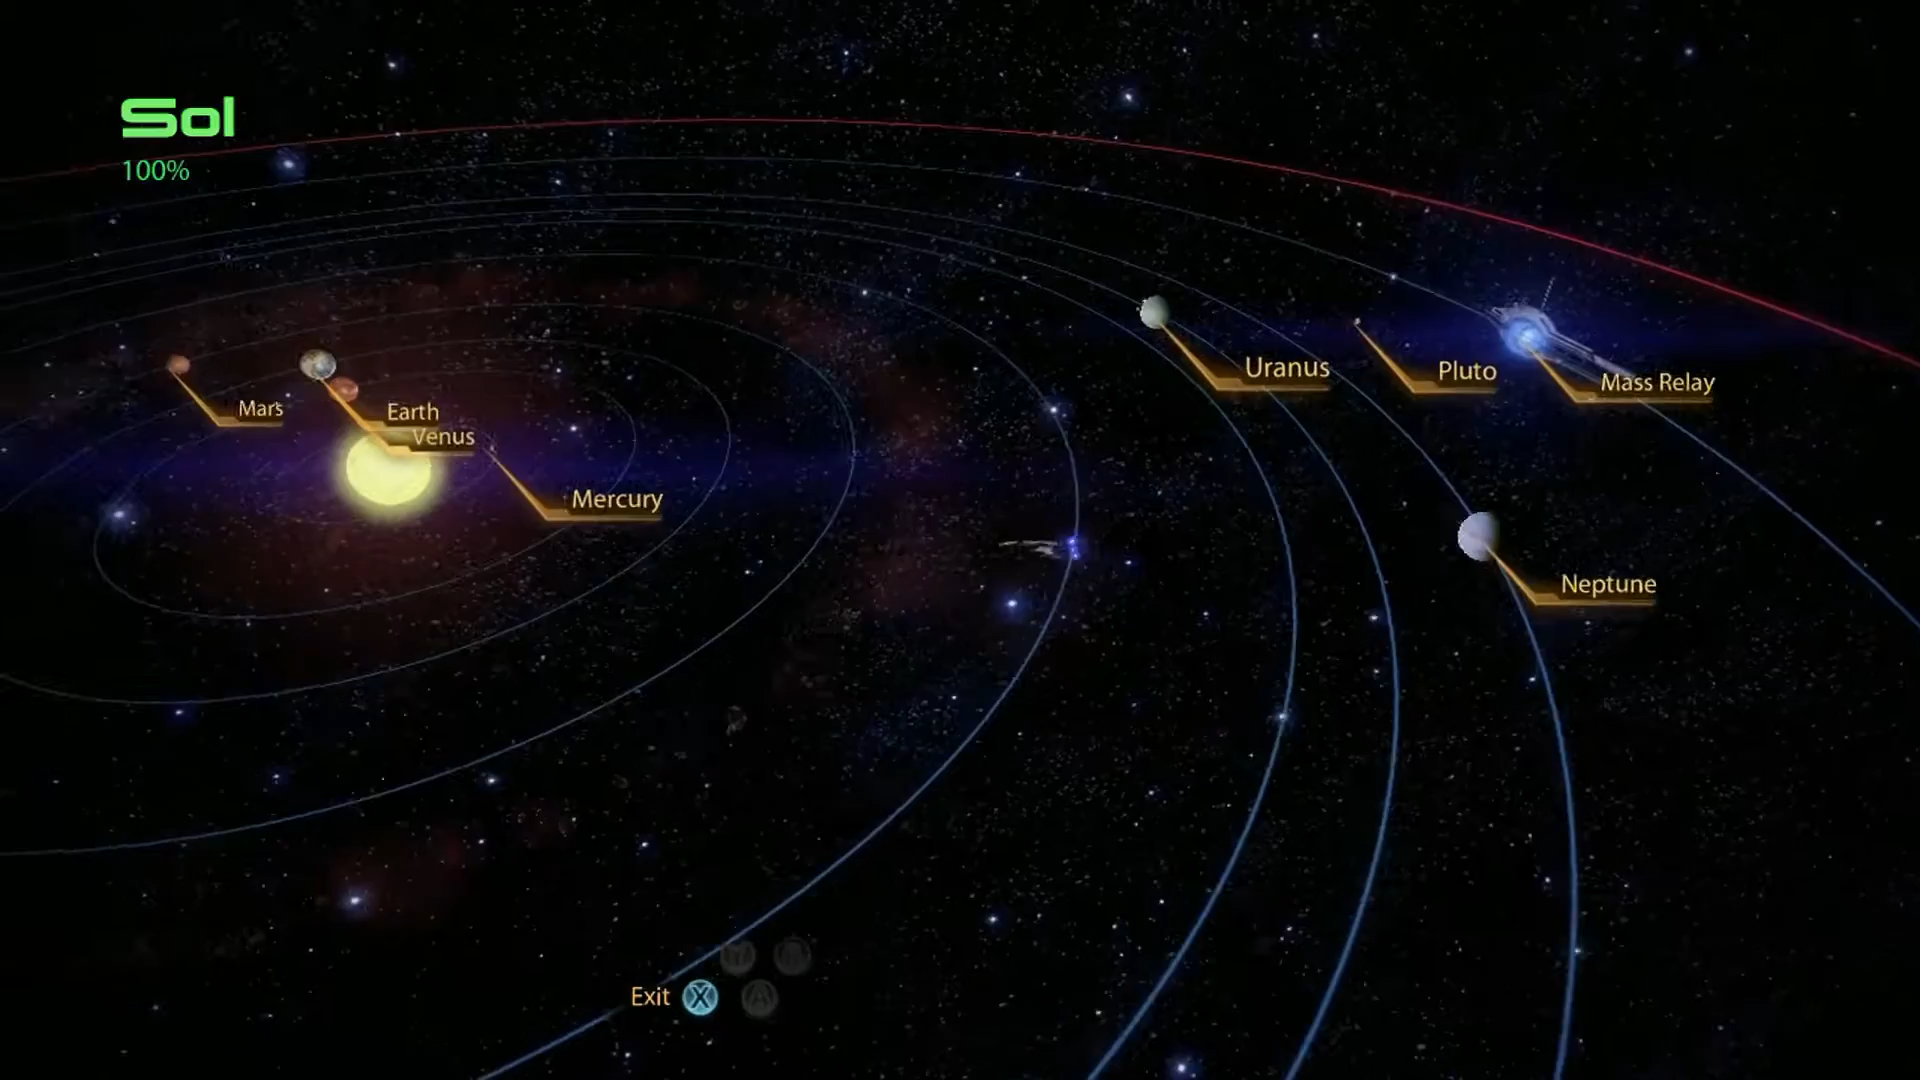 Sol
100%
Uranus
Pluto
Mass Relay
Mars
Earth
Venus
Mercury
Neptune
Exit X
A